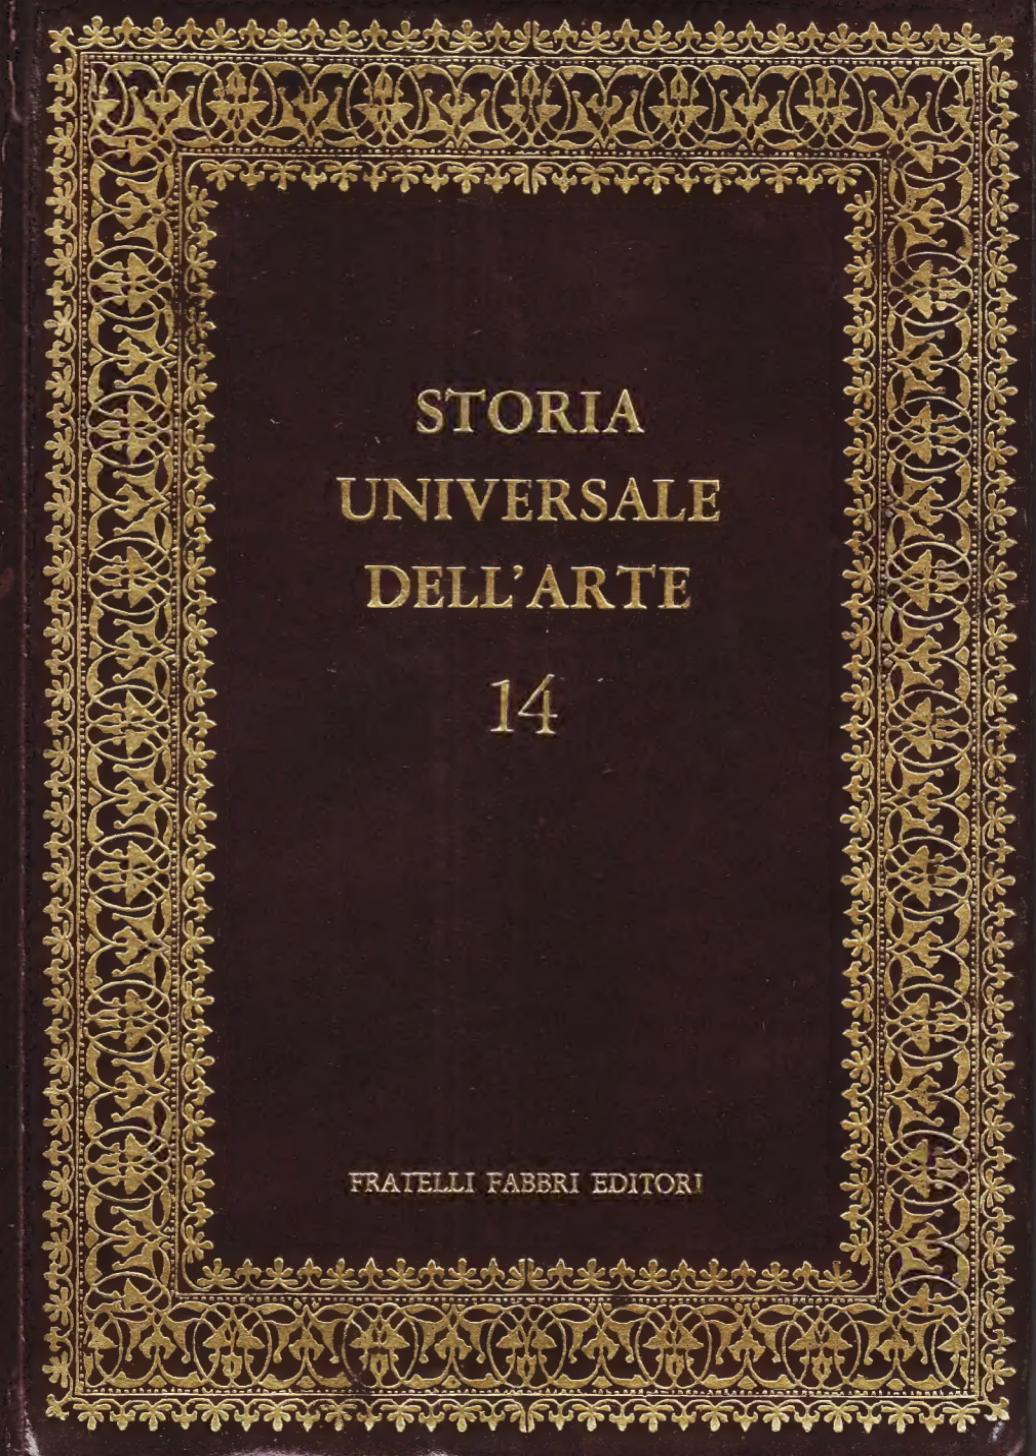 STORIA
UNIVERSALE
DELL'ARTE
14
FRATELLI FABBRI EDITORI